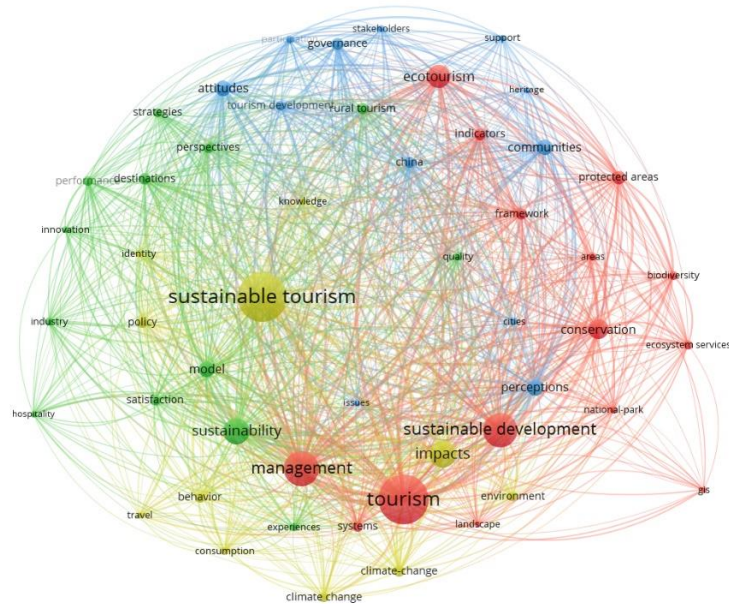 stakeholders
participation
governance
support
ecotourism
attitudes
heritage
tourism development
rural tourism
strategies
indicators
perspectives
communities
china
performance
destinations
protected areas
knowledge
framework
innovation
identity
quality
areas
biodiversity
sustainable tourism
industry
policy
cities
conservation
ecosystem services
model
perceptions
satisfaction
issues
national-park
hospitality
sustainability
sustainable development
impacts
management
gis
behavior
tourism
environment
travel
experiences
systems
landscape
consumption
climate-change
climate change